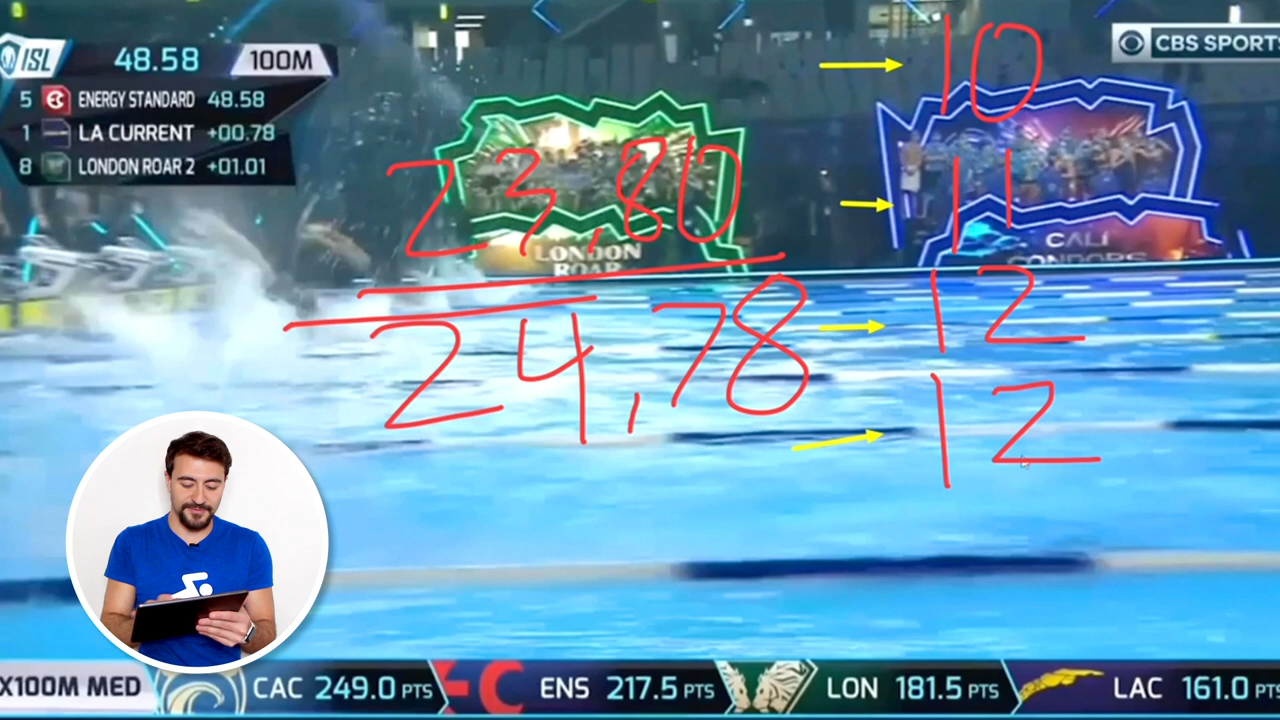 ISL 48.58 100M
5 ENERGY STANDARD 48.58
1 LA CURRENT +00.78
8 LONDON ROAR 2 +01.01
CBS SPORTS
10
23,80
11
LONDON
ROAR
CALI
CONDORS
24,78
12
12
X100M MED CAC 249.0 PTS ENS 217.5 PTS LON 181.5 PTS LAC 161.0 PTS